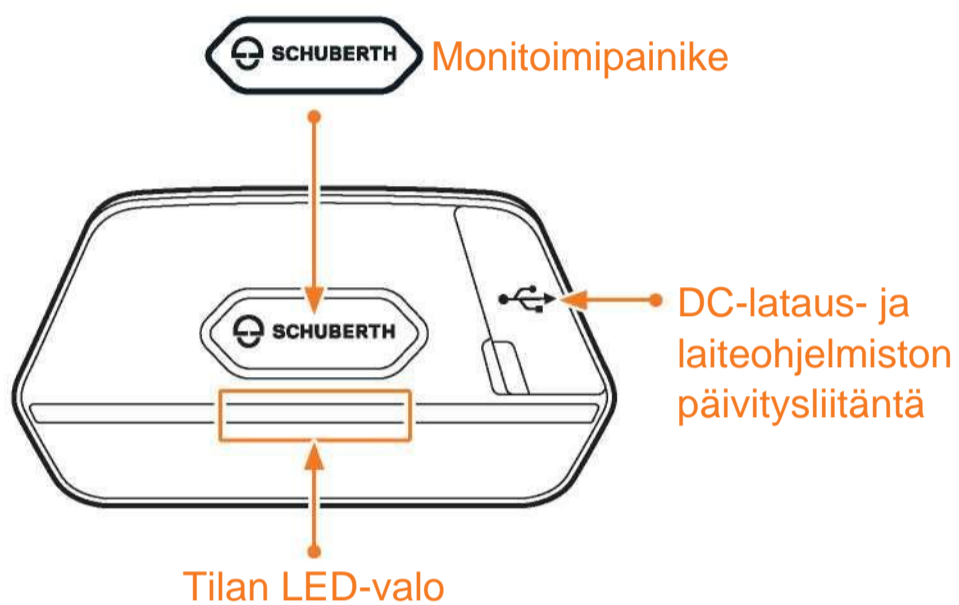 SCHUBERTH Monitoimipainike
SCHUBERTH
DC-lataus- ja
laiteohjelmiston
päivitysliitäntä
Tilan LED-valo